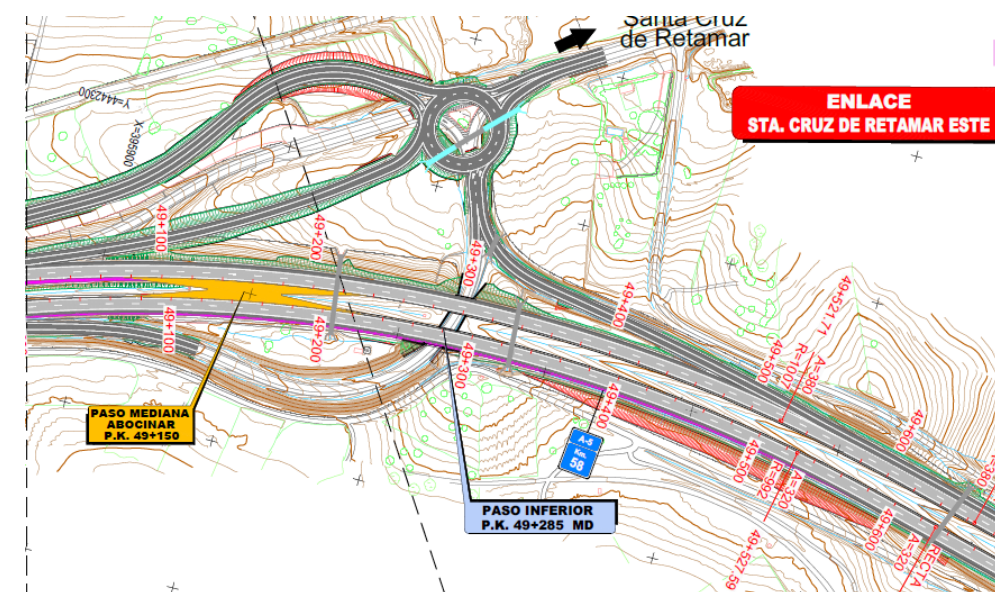 Santa Cruz
de Retamar
ENLACE
STA. CRUZ DE RETAMAR ESTE
Y=4442300
X=395900
49+100
49+200
49+300
49+400
49+500
49+521.71
R=1007
A=380
49+600
A=380
49+100
49+200
49+300
49+400
49+500
R=992
A=320
49+527.59
49+600
RECTA
A=320
PASO MEDIANA
ABOCINAR
P.K. 49+150
A-5
Km.
58
PASO INFERIOR
P.K. 49+285 MD